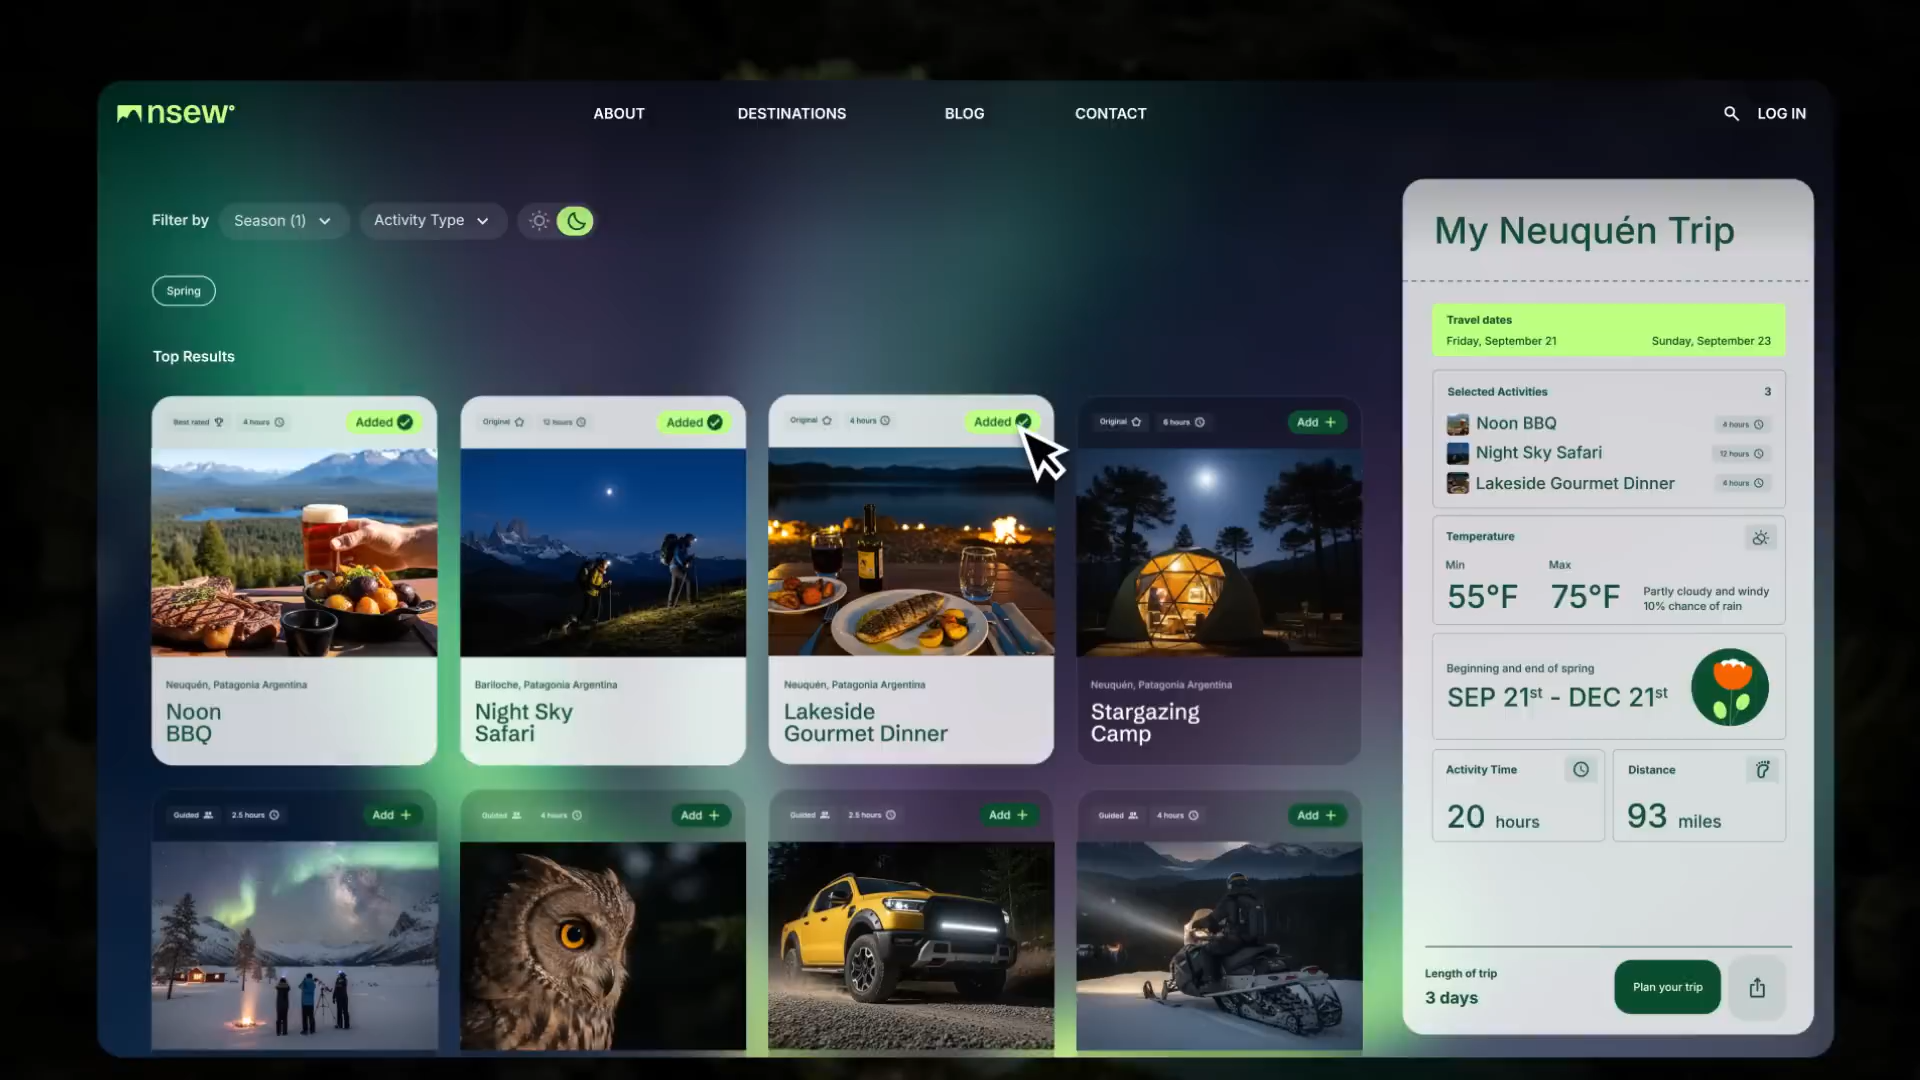 nsew°
ABOUT
DESTINATIONS
BLOG
CONTACT
LOG IN
Filter by
Season (1)
Activity Type
Spring
Top Results
Best rated
4 hours
Added
Neuquén, Patagonia Argentina
Noon
BBQ
Original
12 hours
Added
Bariloche, Patagonia Argentina
Night Sky
Safari
Original
4 hours
Added
Neuquén, Patagonia Argentina
Lakeside
Gourmet Dinner
Original
6 hours
Add +
Neuquén, Patagonia Argentina
Stargazing
Camp
Guided
2.5 hours
Add +
Guided
4 hours
Add +
Guided
2.5 hours
Add +
Guided
4 hours
Add +
My Neuquén Trip
Travel dates
Friday, September 21
Sunday, September 23
Selected Activities
3
Noon BBQ
4 hours
Night Sky Safari
12 hours
Lakeside Gourmet Dinner
4 hours
Temperature
Min
Max
55°F
75°F
Partly cloudy and windy
10% chance of rain
Beginning and end of spring
SEP 21st - DEC 21st
Activity Time
20 hours
Distance
93 miles
Length of trip
3 days
Plan your trip